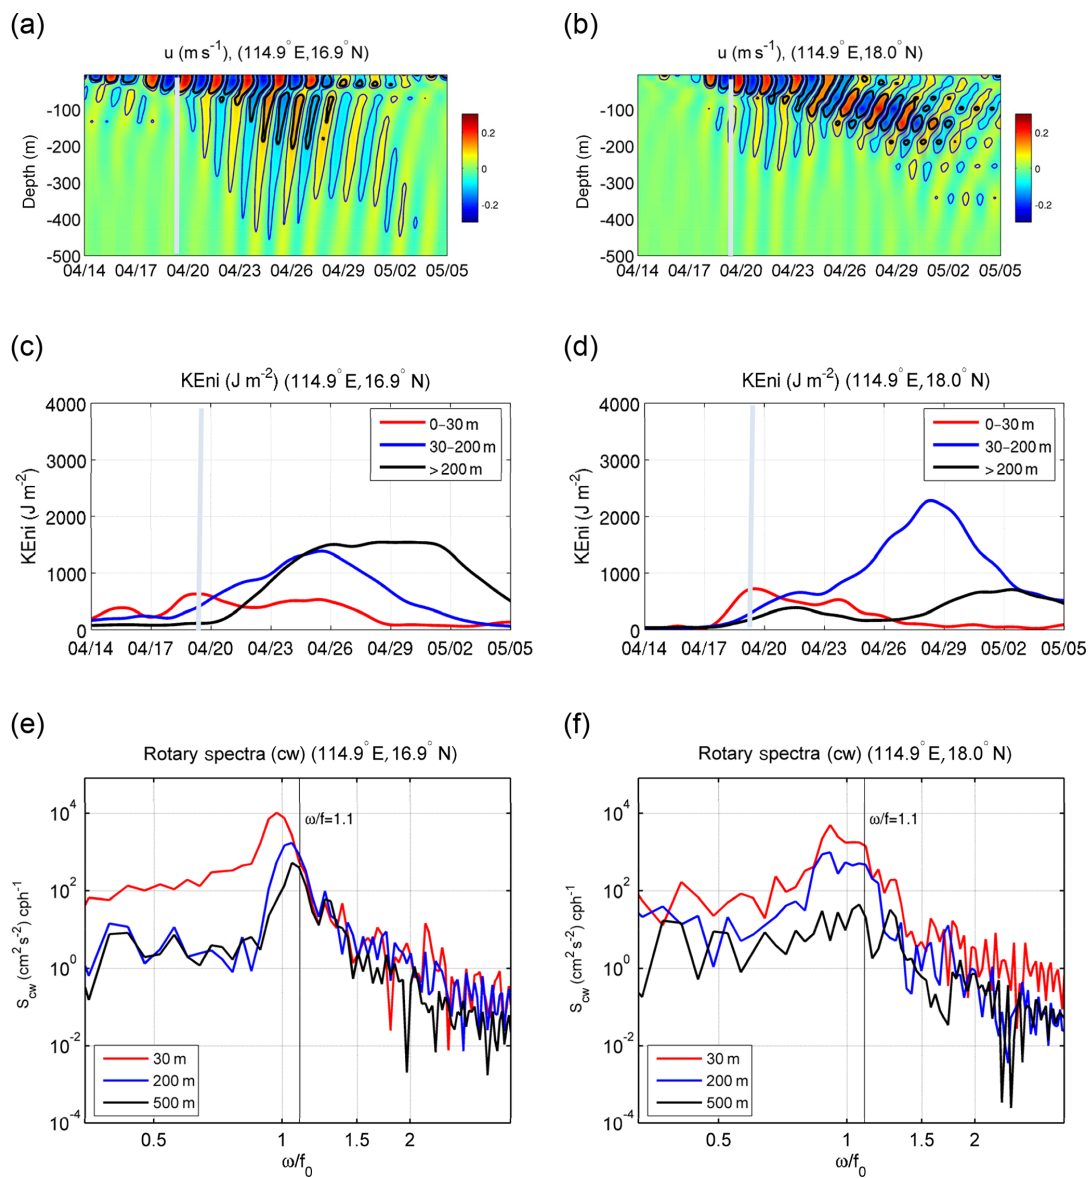 (a)
u (m s⁻¹), (114.9°E,16.9°N)
Depth (m)
-100
-200
-300
-400
-500
04/14 04/17 04/20 04/23 04/26 04/29 05/02 05/05
0.2
0
-0.2
(b)
u (m s⁻¹), (114.9°E,18.0°N)
Depth (m)
-100
-200
-300
-400
-500
04/14 04/17 04/20 04/23 04/26 04/29 05/02 05/05
0.2
0
-0.2
(c)
KEni (J m⁻²) (114.9°E,16.9°N)
KEni (J m⁻²)
4000
3000
2000
1000
0
04/14 04/17 04/20 04/23 04/26 04/29 05/02 05/05
0–30 m
30–200 m
>200 m
(d)
KEni (J m⁻²) (114.9°E,18.0°N)
KEni (J m⁻²)
4000
3000
2000
1000
0
04/14 04/17 04/20 04/23 04/26 04/29 05/02 05/05
0–30 m
30–200 m
>200 m
(e)
Rotary spectra (cw) (114.9°E,16.9°N)
S_cw (cm² s⁻²) cph⁻¹
10⁴
10²
10⁰
10⁻²
10⁻⁴
ω/f=1.1
30 m
200 m
500 m
0.5 1 1.5 2
ω/f₀
(f)
Rotary spectra (cw) (114.9°E,18.0°N)
S_cw (cm² s⁻²) cph⁻¹
10⁴
10²
10⁰
10⁻²
10⁻⁴
ω/f=1.1
30 m
200 m
500 m
0.5 1 1.5 2
ω/f₀